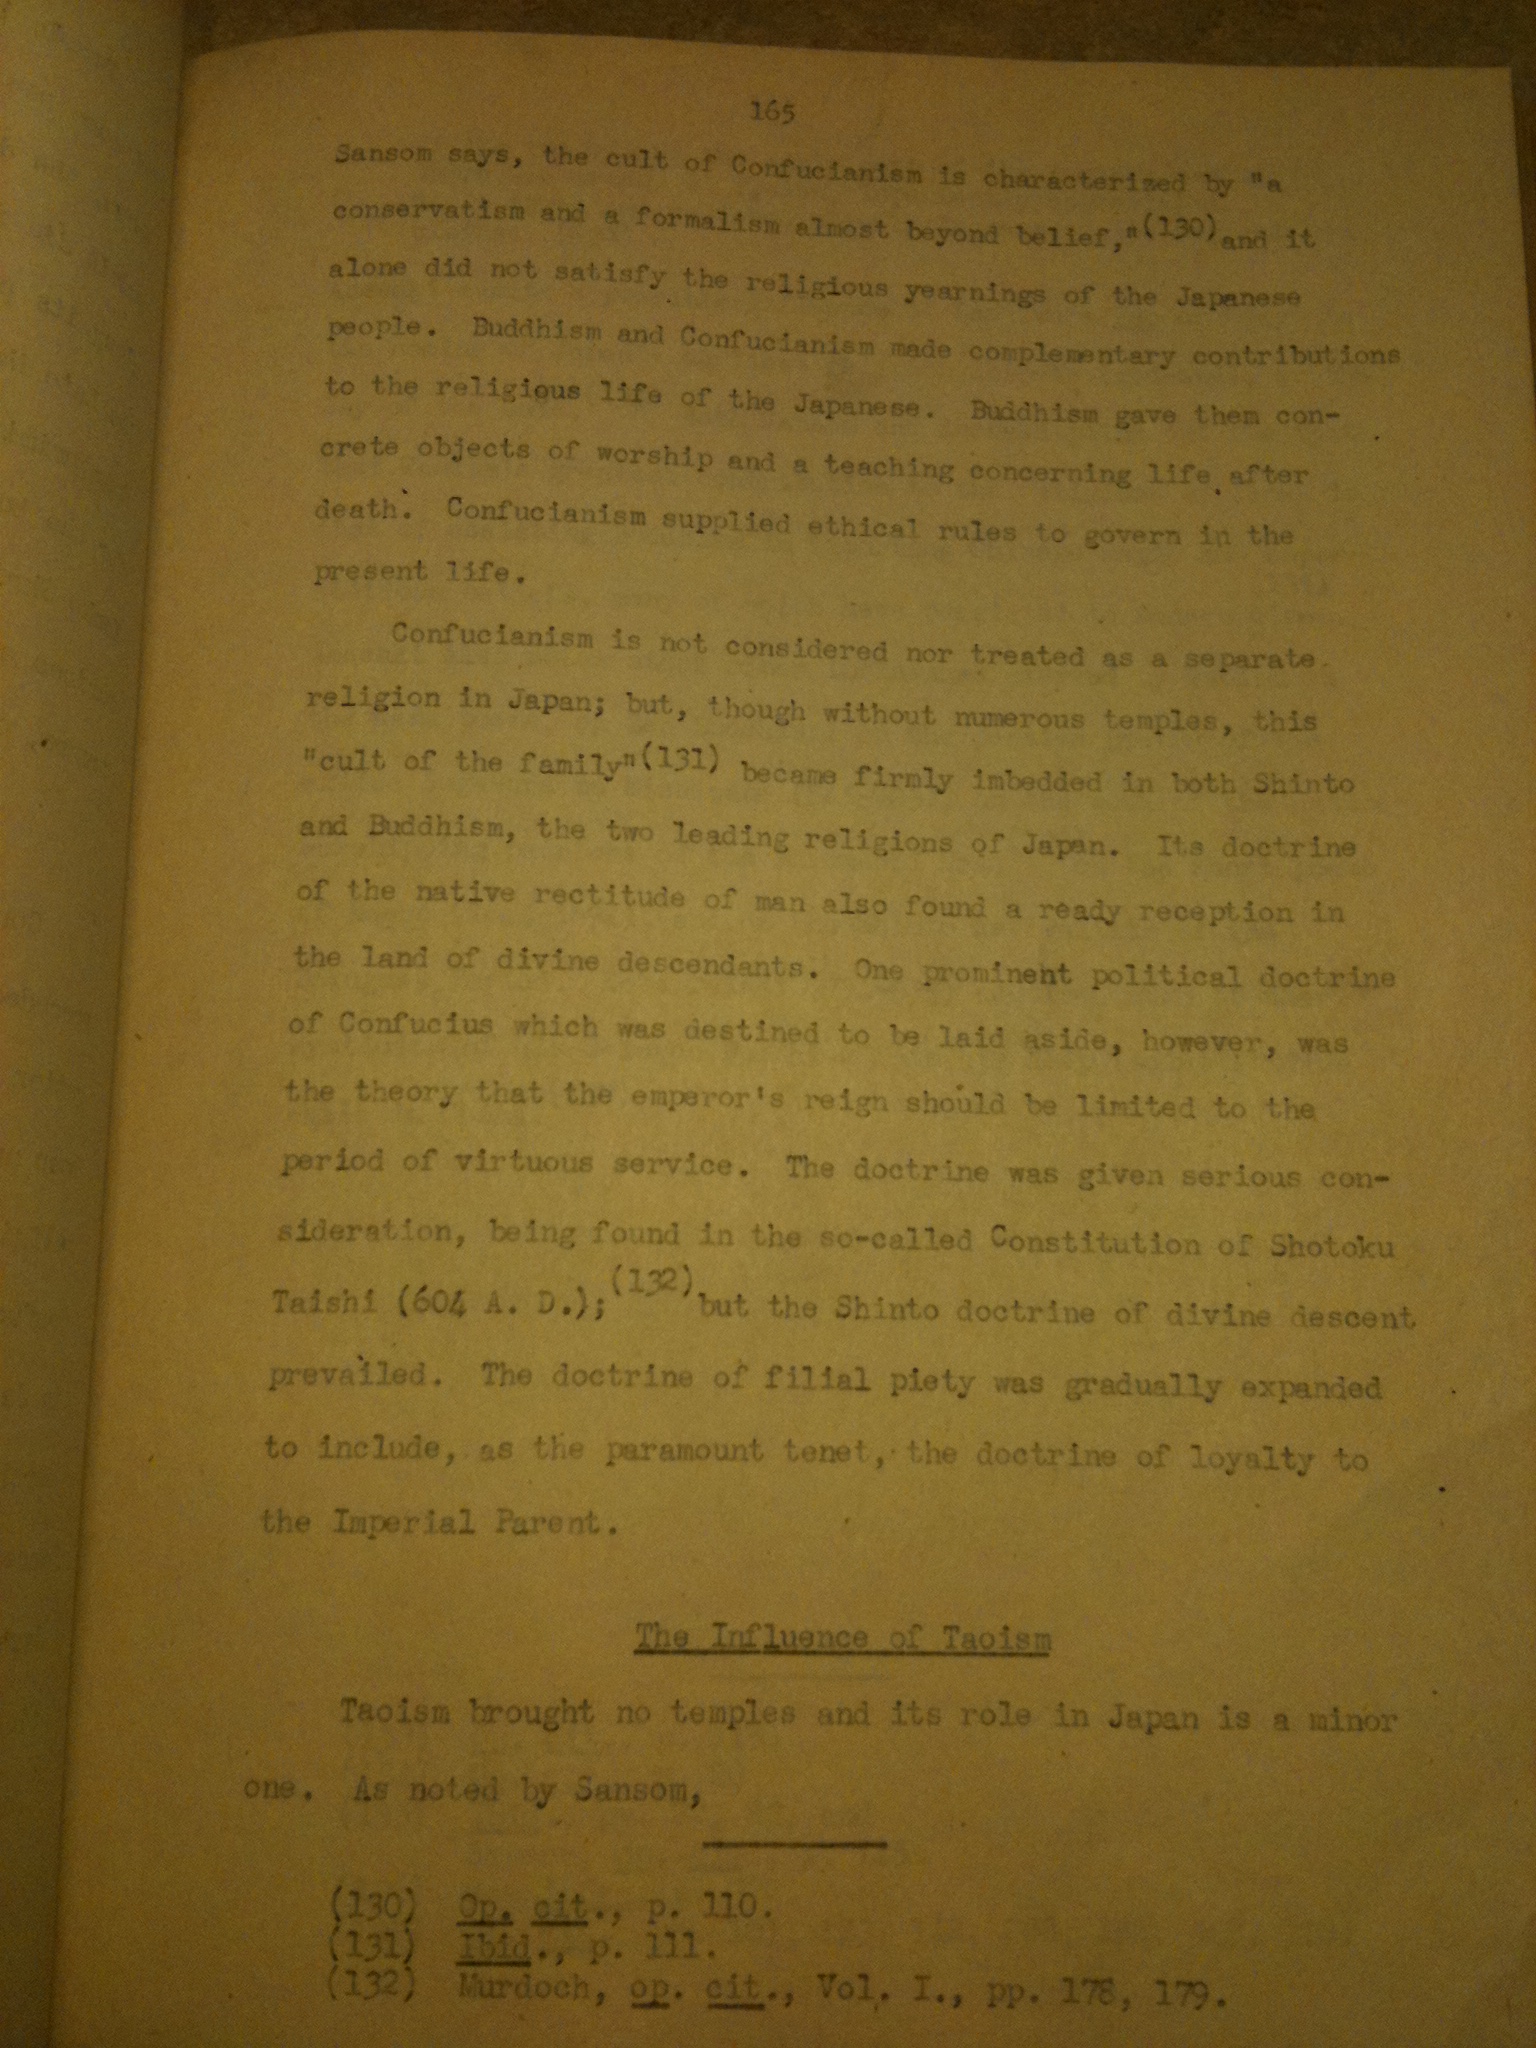 165
Sansom says, the cult of Confucianism is characterized by "a
conservatism and a formalism almost beyond belief,"(130) and it
alone did not satisfy the religious yearnings of the Japanese
people. Buddhism and Confucianism made complementary contributions
to the religious life of the Japanese. Buddhism gave them con-
crete objects of worship and a teaching concerning life after
death. Confucianism supplied ethical rules to govern in the
present life.
Confucianism is not considered nor treated as a separate
religion in Japan; but, though without numerous temples, this
"cult of the family"(131) became firmly imbedded in both Shinto
and Buddhism, the two leading religions of Japan. Its doctrine
of the native rectitude of man also found a ready reception in
the land of divine descendants. One prominent political doctrine
of Confucius which was destined to be laid aside, however, was
the theory that the emperor's reign should be limited to the
period of virtuous service. The doctrine was given serious con-
sideration, being found in the so-called Constitution of Shotoku
Taishi (604 A. D.);(132) but the Shinto doctrine of divine descent
prevailed. The doctrine of filial piety was gradually expanded
to include, as the paramount tenet, the doctrine of loyalty to
the Imperial Parent.
The Influence of Taoism
Taoism brought no temples and its role in Japan is a minor
one. As noted by Sansom,
(130) Op. cit., p. 110.
(131) Ibid., p. 111.
(132) Murdoch, op. cit., Vol. I., pp. 178, 179.